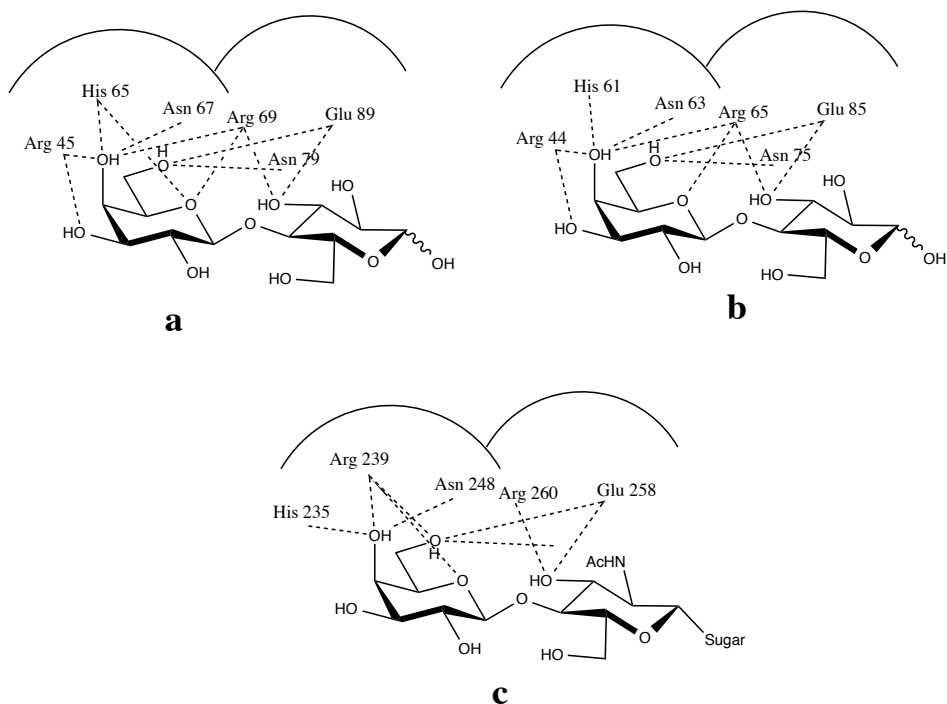 His 65
Asn 67
Arg 69
Glu 89
Arg 45
OH
H
O
Asn 79
HO
HO
O
HO
O
OH
HO
O
OH
a
His 61
Asn 63
Arg 65
Glu 85
Arg 44
OH
H
O
Asn 75
HO
HO
O
HO
O
OH
HO
O
OH
b
Arg 239
Asn 248
Arg 260
Glu 258
His 235
OH
O
H
AcHN
O
HO
HO
O
OH
O
Sugar
HO
c